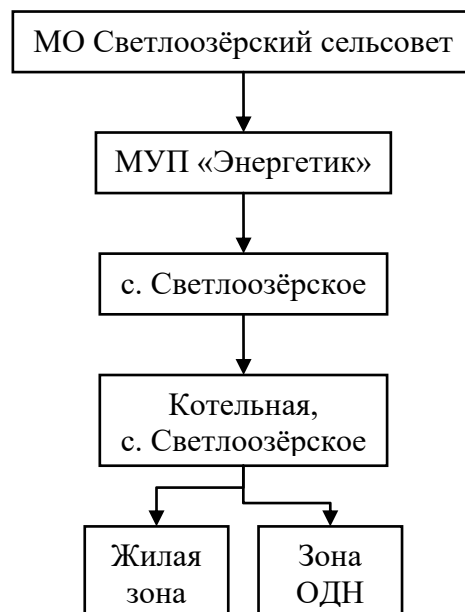 МО Светлоозёрский сельсовет
МУП «Энергетик»
с. Светлоозёрское
Котельная,
с. Светлоозёрское
Жилая
зона
Зона
ОДН